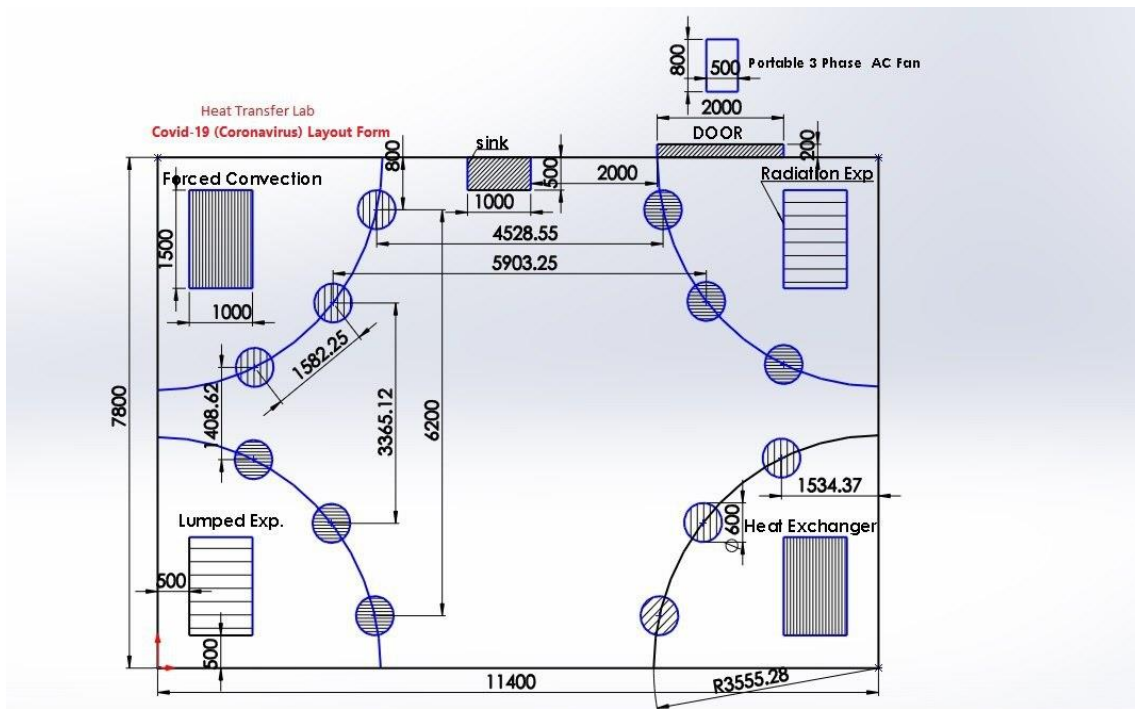 800
500
Portable 3 Phase AC Fan
2000
Heat Transfer Lab
Covid-19 (Coronavirus) Layout Form
DOOR
200
sink
800
500
2000
1000
Forced Convection
Radiation Exp
1500
1000
4528.55
5903.25
1582.25
1408.62
3365.12
6200
7800
1534.37
Ø 600
Lumped Exp.
Heat Exchanger
500
500
11400
R3555.28